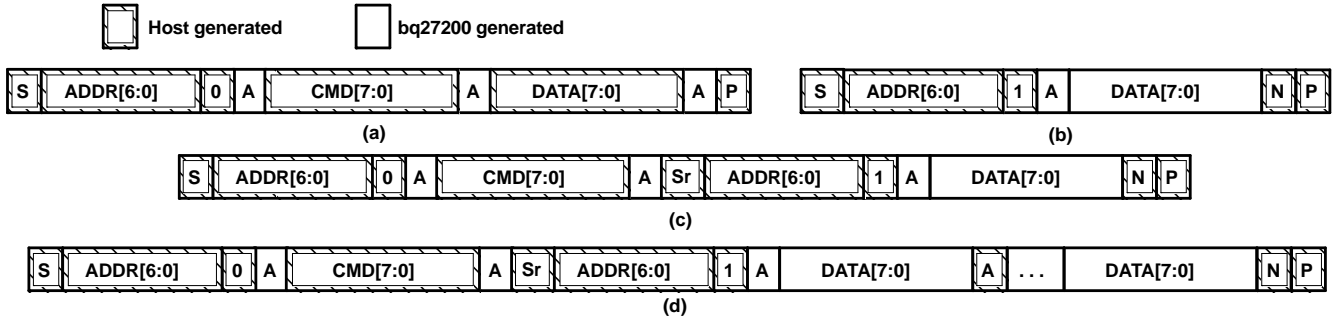 Host generated bq27200 generated
S ADDR[6:0] 0 A CMD[7:0] A DATA[7:0] A P S ADDR[6:0] 1 A DATA[7:0] N P
(a) (b)
S ADDR[6:0] 0 A CMD[7:0] A Sr ADDR[6:0] 1 A DATA[7:0] N P
(c)
S ADDR[6:0] 0 A CMD[7:0] A Sr ADDR[6:0] 1 A DATA[7:0] A ... DATA[7:0] N P
(d)